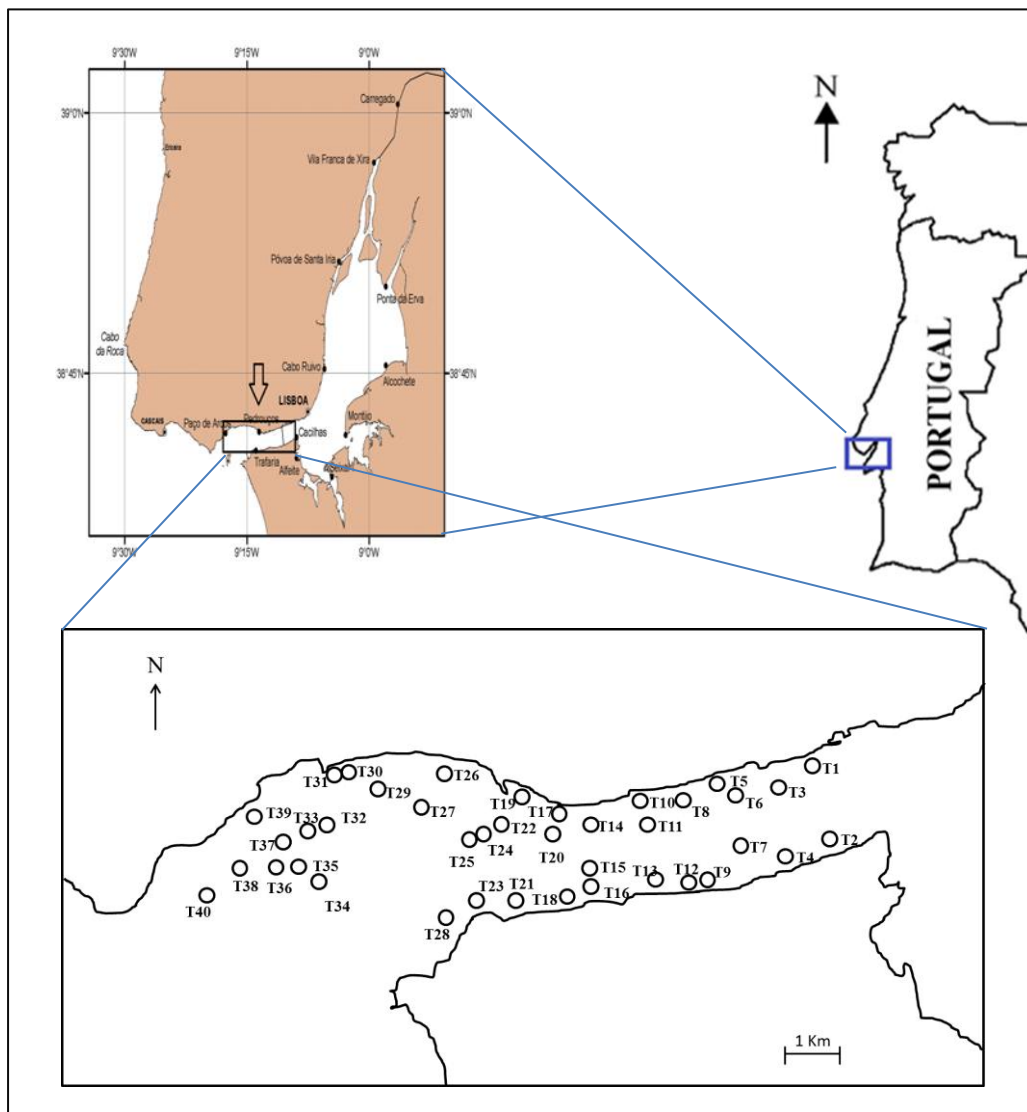 9°30'W 9°15'W 9°0'W
39°0'N
Carregado
Ericeira
Vila Franca de Xira
Póvoa de Santa Iria
Ponta da Erva
Cabo
da Roca
38°45'N
Cabo Ruivo
Alcochete
LISBOA
CASCAIS
Paço de Arcos
Pedrouços
Montijo
Cacilhas
Trafaria
Alfeite
9°30'W 9°15'W 9°0'W
N
PORTUGAL
N
T1
T2
T3
T4
T5
T6
T7
T8
T9
T10
T11
T12
T13
T14
T15
T16
T17
T18
T19
T20
T21
T22
T23
T24
T25
T26
T27
T28
T29
T30
T31
T32
T33
T34
T35
T36
T37
T38
T39
T40
1 Km